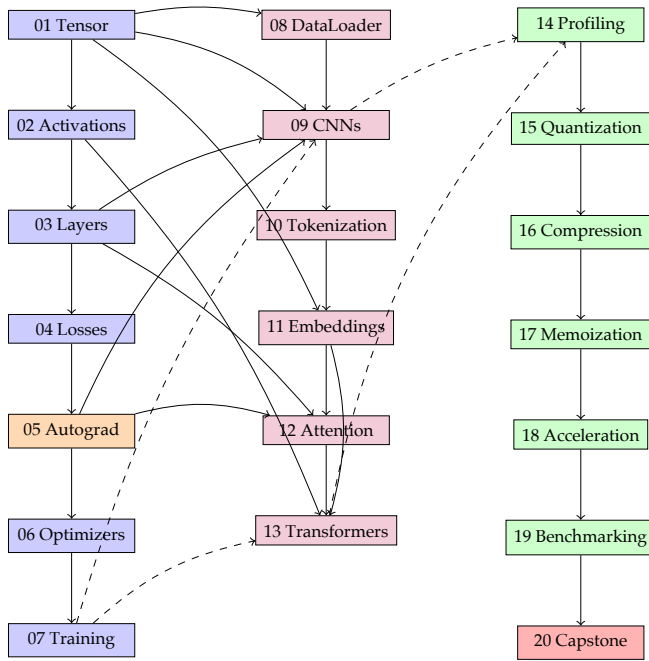 01 Tensor
02 Activations
03 Layers
04 Losses
05 Autograd
06 Optimizers
07 Training
08 DataLoader
09 CNNs
10 Tokenization
11 Embeddings
12 Attention
13 Transformers
14 Profiling
15 Quantization
16 Compression
17 Memoization
18 Acceleration
19 Benchmarking
20 Capstone